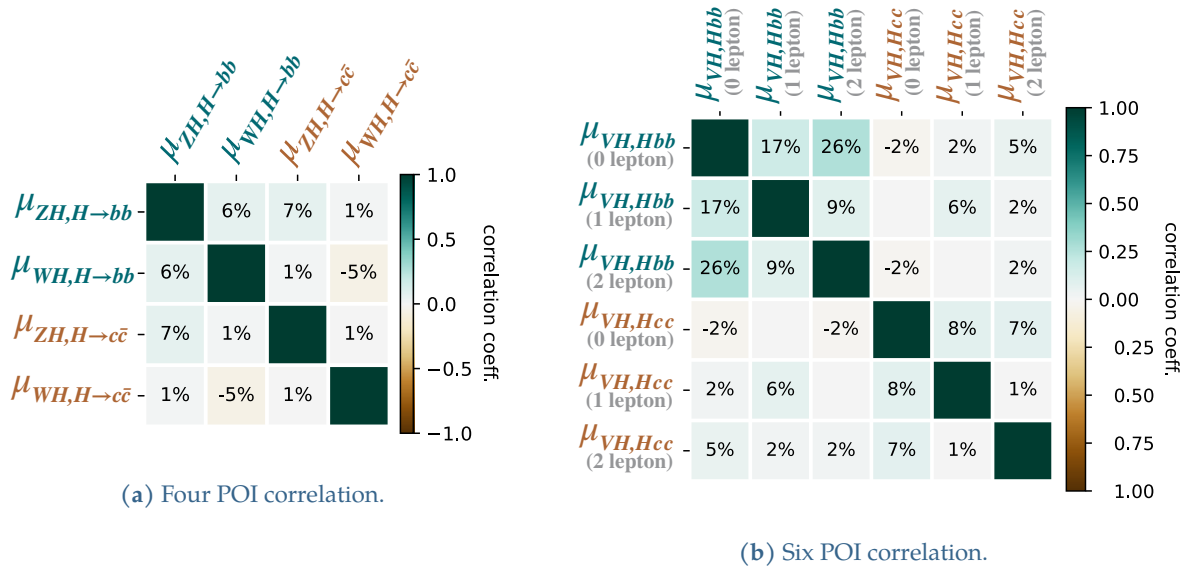 μZH,H→bb
μWH,H→bb
μZH,H→cc̄
μWH,H→cc̄
μZH,H→bb 6% 7% 1%
μWH,H→bb 6% 1% -5%
μZH,H→cc̄ 7% 1% 1%
μWH,H→cc̄ 1% -5% 1%
1.0
0.5
0.0
−0.5
−1.0
correlation coeff.
(a) Four POI correlation.
μVH,Hbb
(0 lepton)
μVH,Hbb
(1 lepton)
μVH,Hbb
(2 lepton)
μVH,Hcc
(0 lepton)
μVH,Hcc
(1 lepton)
μVH,Hcc
(2 lepton)
μVH,Hbb
(0 lepton)
17% 26% -2% 2% 5%
μVH,Hbb
(1 lepton)
17% 9% 6% 2%
μVH,Hbb
(2 lepton)
26% 9% -2% 2%
μVH,Hcc
(0 lepton)
-2% -2% 8% 7%
μVH,Hcc
(1 lepton)
2% 6% 8% 1%
μVH,Hcc
(2 lepton)
5% 2% 2% 7% 1%
1.00
0.75
0.50
0.25
0.00
0.25
0.50
0.75
1.00
correlation coeff.
(b) Six POI correlation.